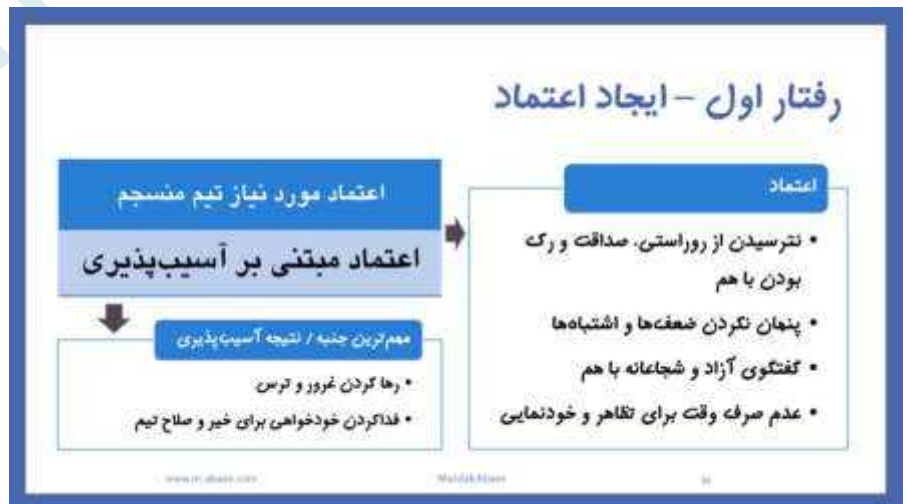 رفتار اول – ایجاد اعتماد
اعتماد
• نترسیدن از روراستی، صداقت و رک
بودن با هم
• پنهان نکردن ضعف‌ها و اشتباه‌ها
• گفتگوی آزاد و شجاعانه با هم
• عدم صرف وقت برای تظاهر و خودنمایی
اعتماد مورد نیاز تیم منسجم
اعتماد مبتنی بر آسیب‌پذیری
مهم‌ترین جنبه / نتیجه آسیب‌پذیری
• رها کردن غرور و ترس
• فداکردن خودخواهی برای خیر و صلاح تیم